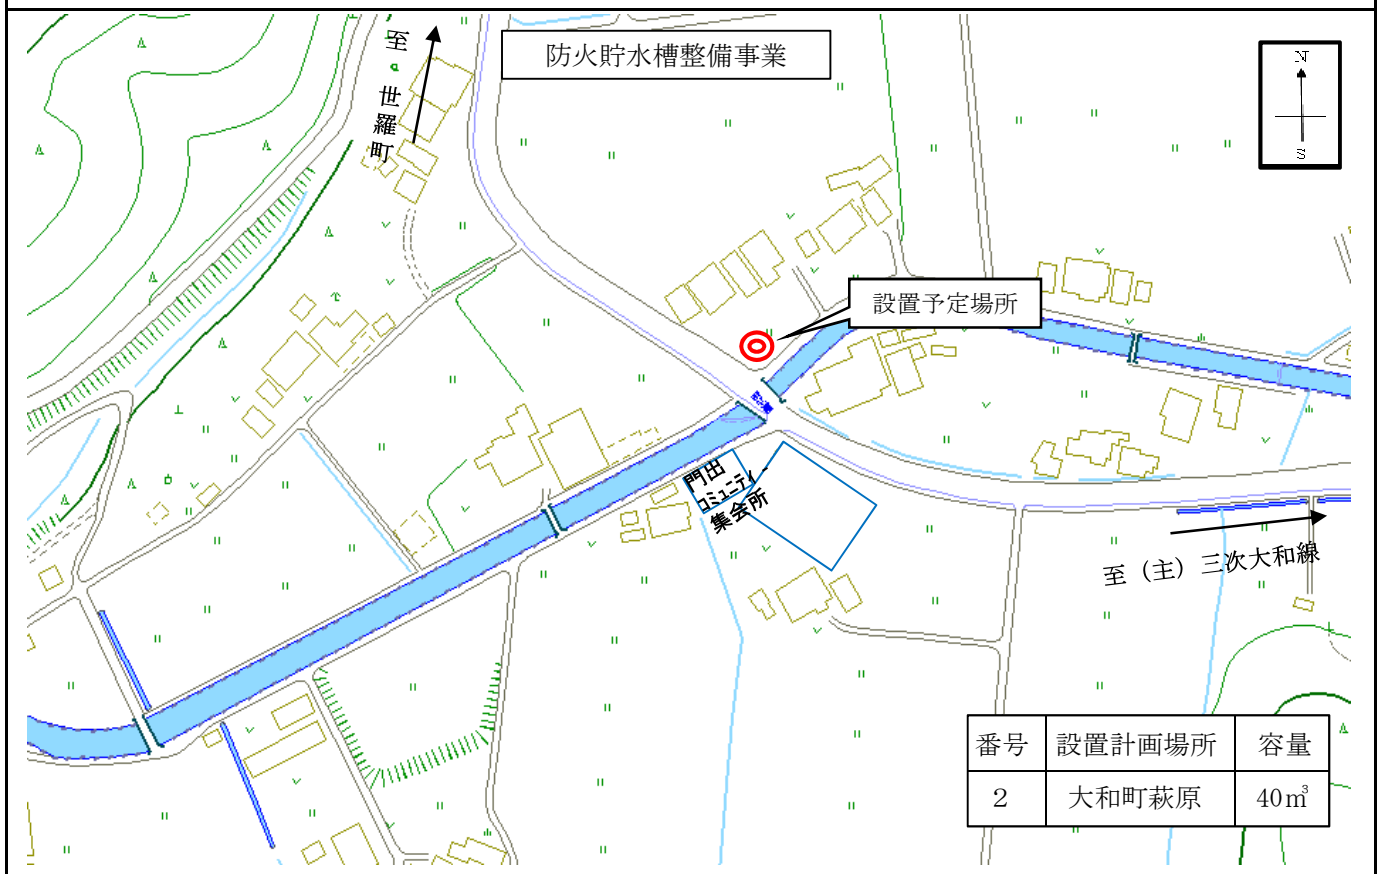 防火貯水槽整備事業
至世羅町
N
S
設置予定場所
門出
コミュニティ
集会所
至(主)三次大和線
番号 設置計画場所 容量
2 大和町萩原 40㎥